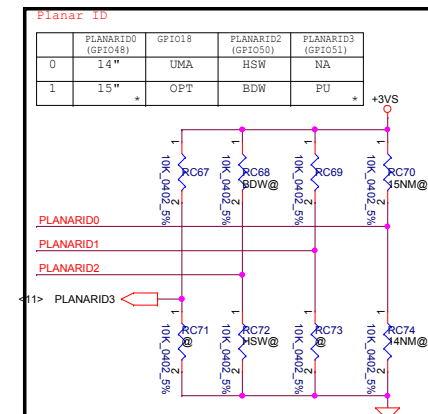 Planar ID
PLANARID0 (GPIO48) GPIO18 PLANARID2 (GPIO50) PLANARID3 (GPIO51)
0 14" UMA HSW NA
1 15" * OPT BDW PU *
+3VS
1 1 1 1
10K_0402_5% RC67 10K_0402_5% RC68 BDW@ 10K_0402_5% RC69 10K_0402_5% RC70 15NM@
2 2 2 2
PLANARID0
PLANARID1
PLANARID2
<11> PLANARID3
1 1 1 1
10K_0402_5% RC71 @ 10K_0402_5% RC72 HSW@ 10K_0402_5% RC73 @ 10K_0402_5% RC74 14NM@
2 2 2 2